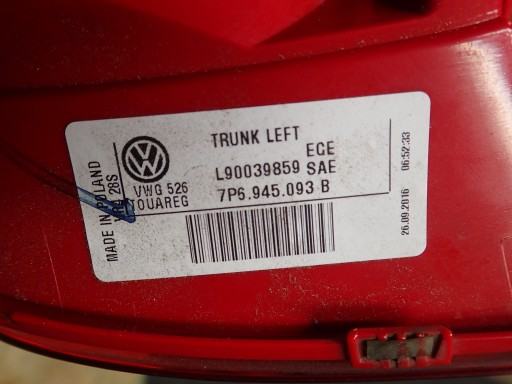 TRUNK LEFT
ECE
L90039859 SAE
VWG 526
7P6.945.093 B
TOUAREG
MADE IN POLAND
28S
26.09.2016 06:52:33